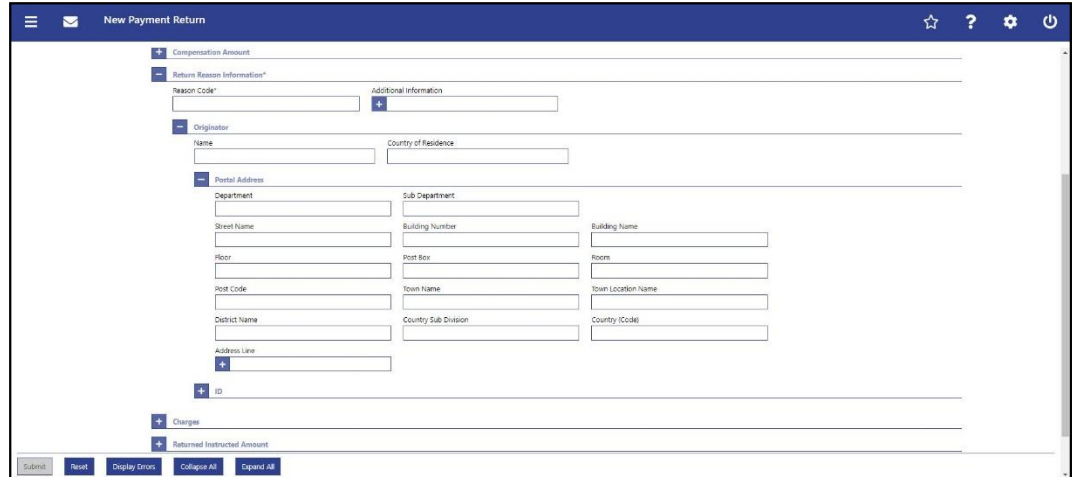 New Payment Return
?
+ Compensation Amount
− Return Reason Information*
Reason Code* Additional Information
+
− Originator
Name Country of Residence
− Postal Address
Department Sub Department
Street Name Building Number Building Name
Floor Post Box Room
Post Code Town Name Town Location Name
District Name Country Sub Division Country (Code)
Address Line
+
+ ID
+ Charges
+ Returned Instructed Amount
Submit Reset Display Errors Collapse All Expand All